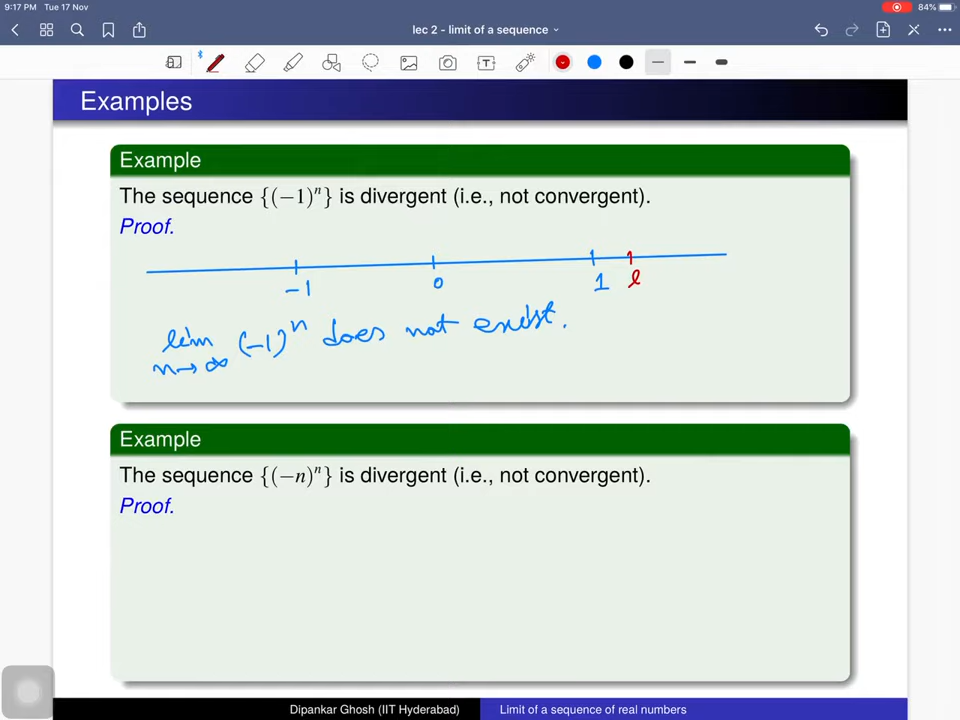 9:17 PM Tue 17 Nov
84%
lec 2 - limit of a sequence
T
Examples
Example
The sequence {(−1)ⁿ} is divergent (i.e., not convergent).
Proof.
−1 0 1 l
lim (−1)ⁿ does not exist.
n→∞
Example
The sequence {(−n)ⁿ} is divergent (i.e., not convergent).
Proof.
Dipankar Ghosh (IIT Hyderabad) Limit of a sequence of real numbers